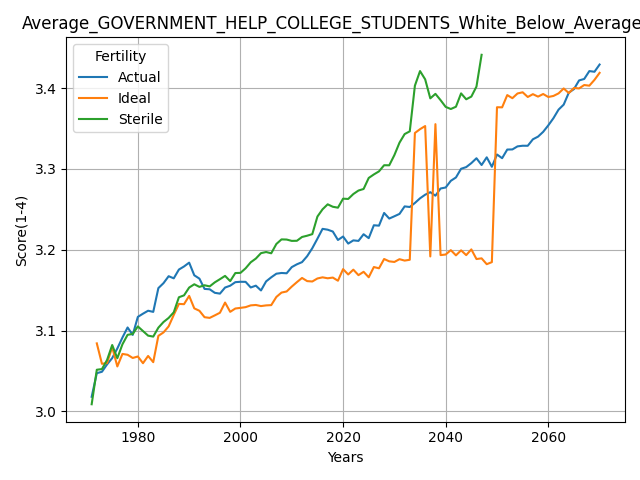 Average_GOVERNMENT_HELP_COLLEGE_STUDENTS_White_Below_Average
Fertility
Actual
Ideal
Sterile
Score(1-4)
3.4
3.3
3.2
3.1
3.0
1980 2000 2020 2040 2060
Years